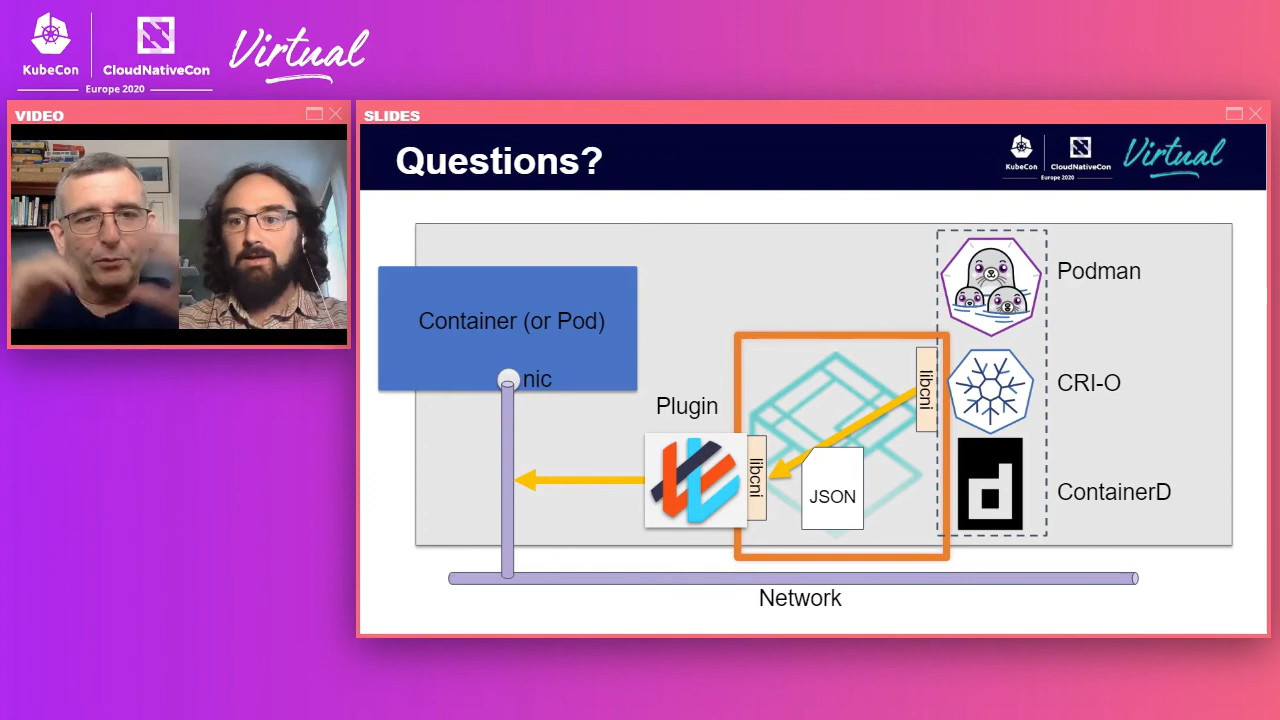 KubeCon
CloudNativeCon
Europe 2020
Virtual
VIDEO
SLIDES
Questions?
KubeCon
CloudNativeCon
Europe 2020
Virtual
Container (or Pod)
nic
Plugin
libcni
JSON
libcni
Podman
CRI-O
ContainerD
Network